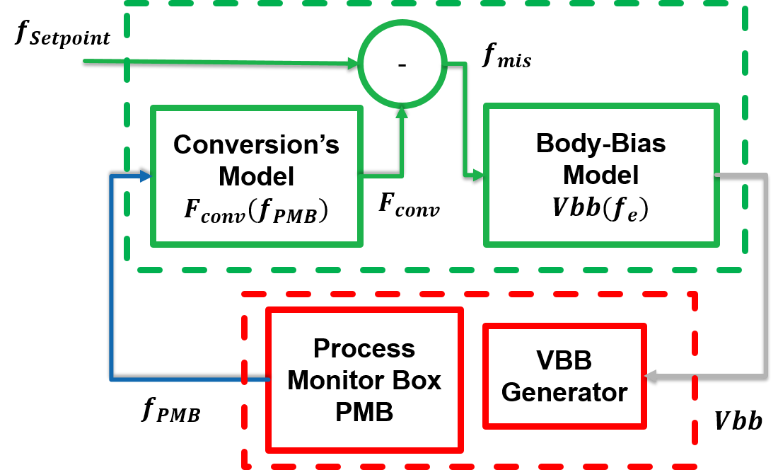 f_Setpoint
-
f_mis
Conversion's
Model
F_conv(f_PMB)
F_conv
Body-Bias
Model
Vbb(f_e)
Process
Monitor Box
PMB
VBB
Generator
f_PMB
Vbb